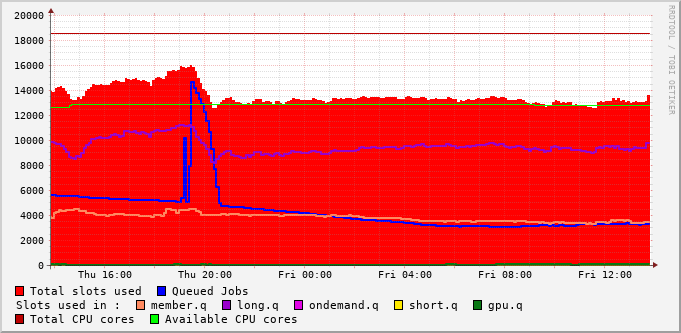 RRDTOOL / TOBI OETIKER
20000
18000
16000
14000
12000
10000
8000
6000
4000
2000
0
Thu 16:00 Thu 20:00 Fri 00:00 Fri 04:00 Fri 08:00 Fri 12:00
Total slots used Queued Jobs
Slots used in : member.q long.q ondemand.q short.q gpu.q
Total CPU cores Available CPU cores